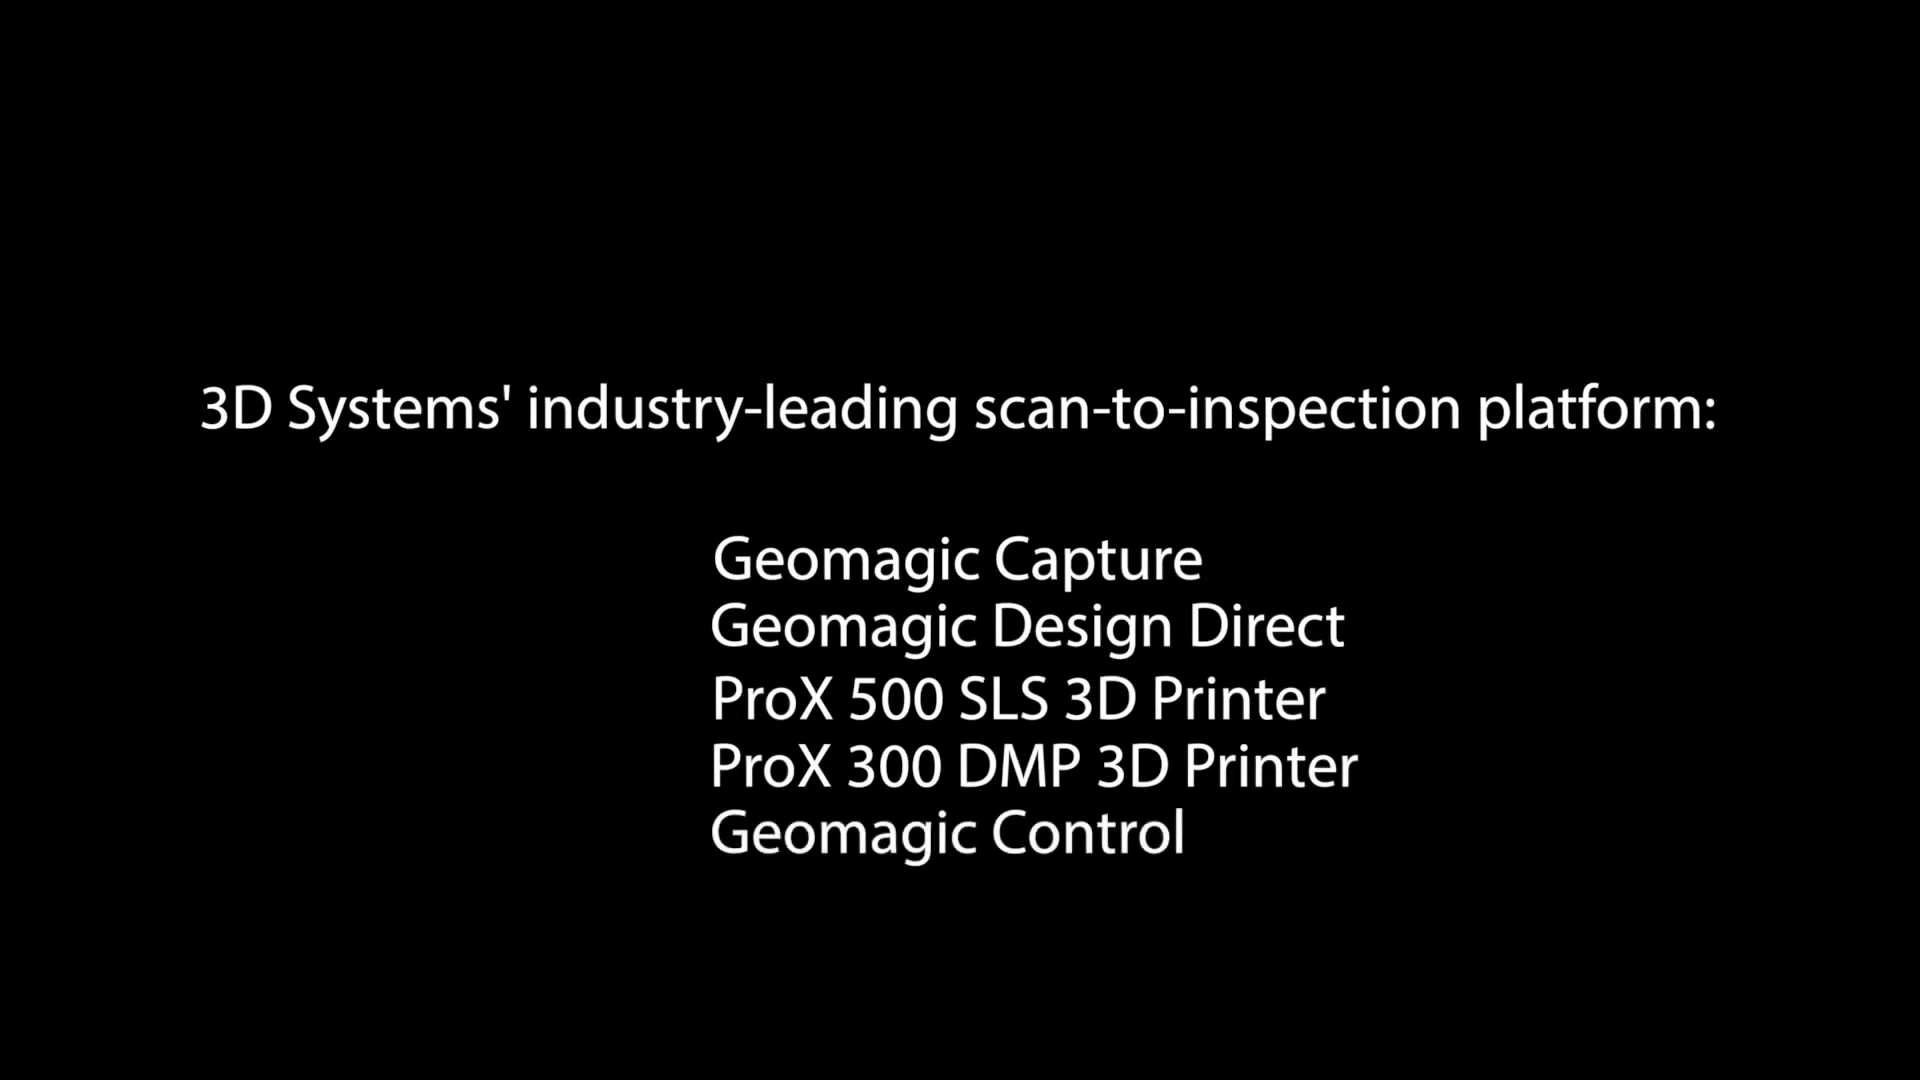 3D Systems' industry-leading scan-to-inspection platform:
Geomagic Capture
Geomagic Design Direct
ProX 500 SLS 3D Printer
ProX 300 DMP 3D Printer
Geomagic Control